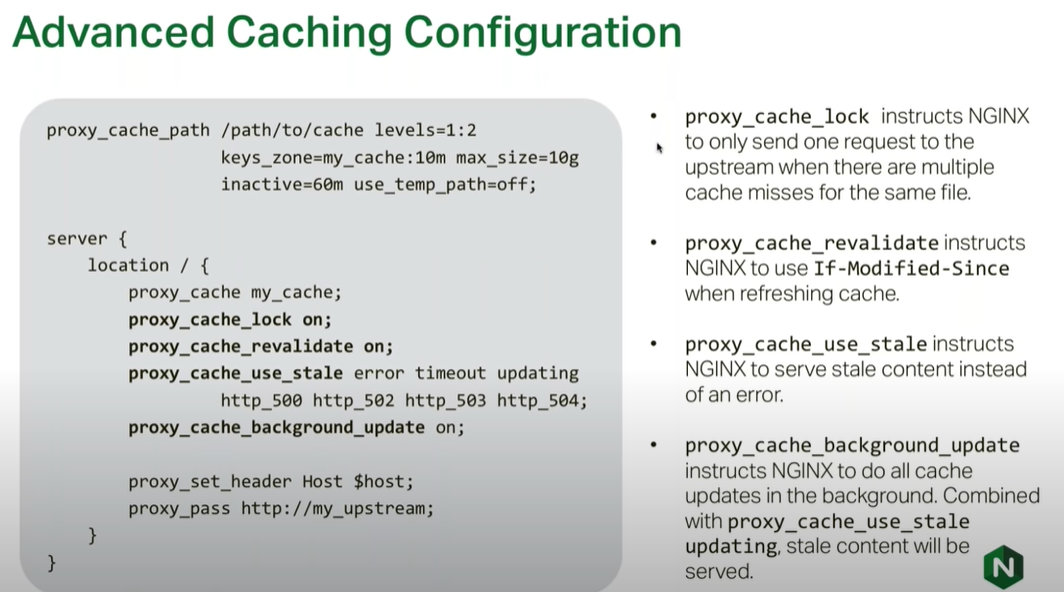 Advanced Caching Configuration
proxy_cache_path /path/to/cache levels=1:2
keys_zone=my_cache:10m max_size=10g
inactive=60m use_temp_path=off;
server {
location / {
proxy_cache my_cache;
proxy_cache_lock on;
proxy_cache_revalidate on;
proxy_cache_use_stale error timeout updating
http_500 http_502 http_503 http_504;
proxy_cache_background_update on;
proxy_set_header Host $host;
proxy_pass http://my_upstream;
}
}
• proxy_cache_lock instructs NGINX
to only send one request to the
upstream when there are multiple
cache misses for the same file.
• proxy_cache_revalidate instructs
NGINX to use If-Modified-Since
when refreshing cache.
• proxy_cache_use_stale instructs
NGINX to serve stale content instead
of an error.
• proxy_cache_background_update
instructs NGINX to do all cache
updates in the background. Combined
with proxy_cache_use_stale
updating, stale content will be
served.
N